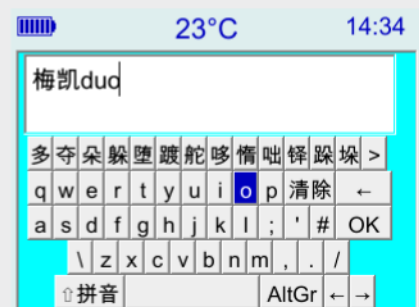 23°C 14:34
梅凯duo
多夺朵躲堕踱舵哆惰咄铎跺垛 >
q w e r t y u i o p 清除 ←
a s d f g h j k l ; ' # OK
\ z x c v b n m , . /
⇧拼音 AltGr ← →